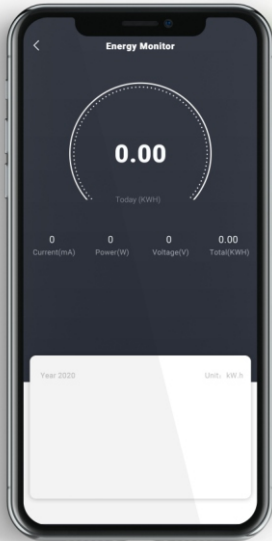 Energy Monitor
0.00
Today (KWH)
0 0 0 0.00
Current(mA) Power(W) Voltage(V) Total(KWH)
Year 2020 Unit: kW.h